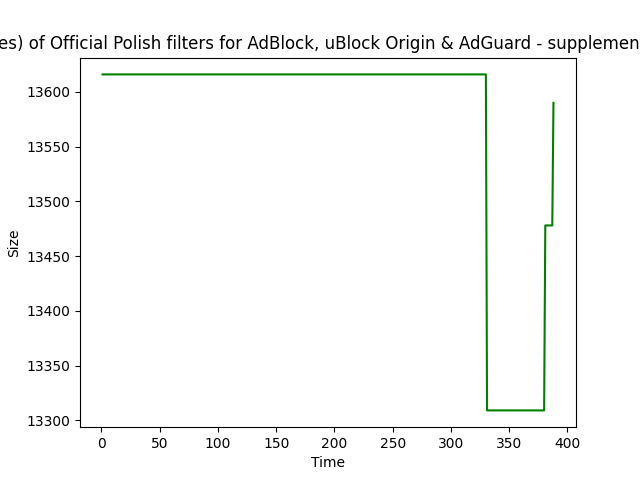 es) of Official Polish filters for AdBlock, uBlock Origin & AdGuard - supplemen
13600
13550
13500
13450
13400
13350
13300
Size
0 50 100 150 200 250 300 350 400
Time